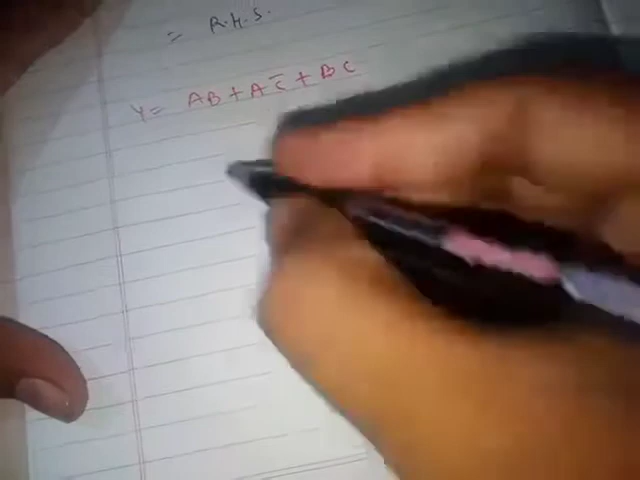 = R.H.S.
Y = AB + AC̅ + BC